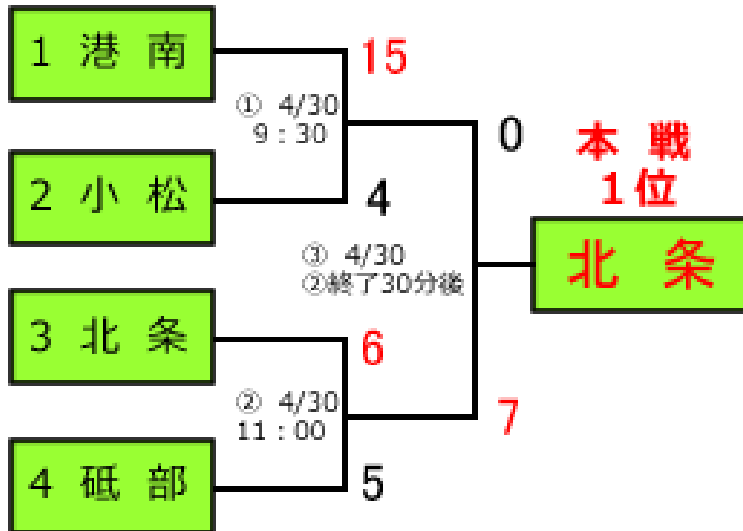 1 港 南
15
① 4/30
9：30
0
本 戦
１位
2 小 松
4
③ 4/30
②終了30分後
北 条
3 北 条
6
② 4/30
11：00
7
4 砥 部
5